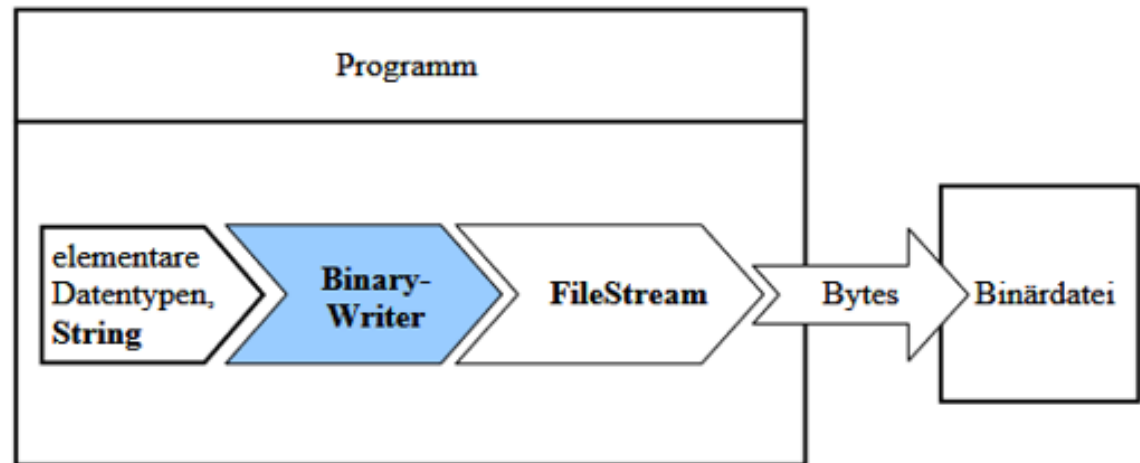 Programm
elementare
Datentypen,
String
Binary-
Writer
FileStream
Bytes
Binärdatei